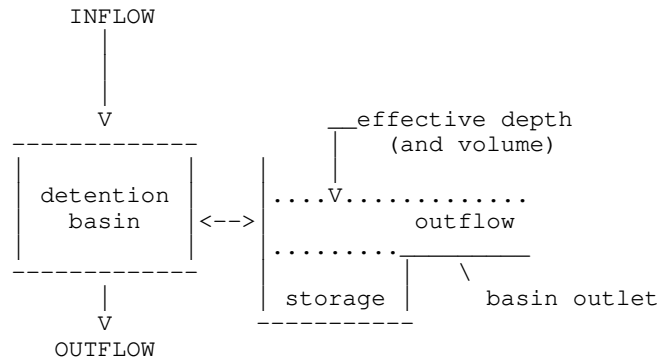 INFLOW
effective depth
(and volume)
detention
basin
outflow
storage
basin outlet
OUTFLOW